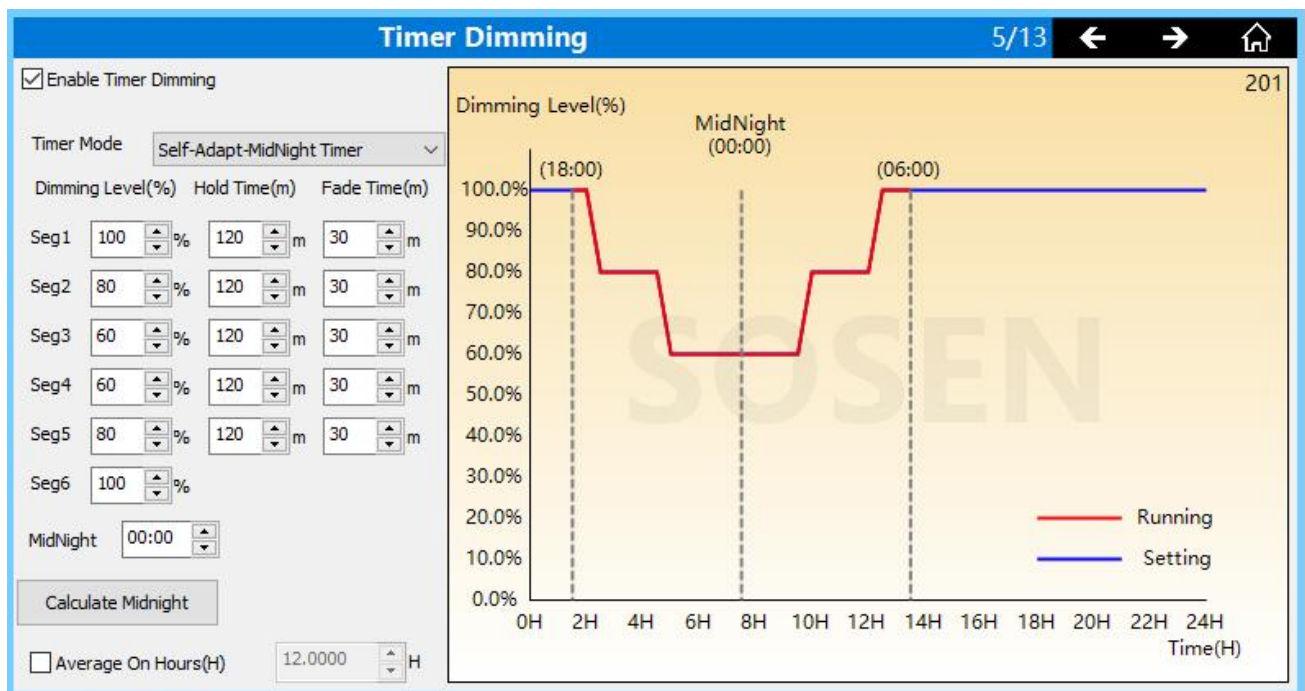 Timer Dimming 5/13
Enable Timer Dimming
Timer Mode Self-Adapt-MidNight Timer
Dimming Level(%) Hold Time(m) Fade Time(m)
Seg1 100 % 120 m 30 m
Seg2 80 % 120 m 30 m
Seg3 60 % 120 m 30 m
Seg4 60 % 120 m 30 m
Seg5 80 % 120 m 30 m
Seg6 100 %
MidNight 00:00
Calculate Midnight
Average On Hours(H) 12.0000 H
201
Dimming Level(%)
MidNight
(00:00)
(18:00) (06:00)
100.0%
90.0%
80.0%
70.0%
60.0%
50.0%
40.0%
30.0%
20.0%
10.0%
0.0%
SOSEN
Running
Setting
0H 2H 4H 6H 8H 10H 12H 14H 16H 18H 20H 22H 24H
Time(H)